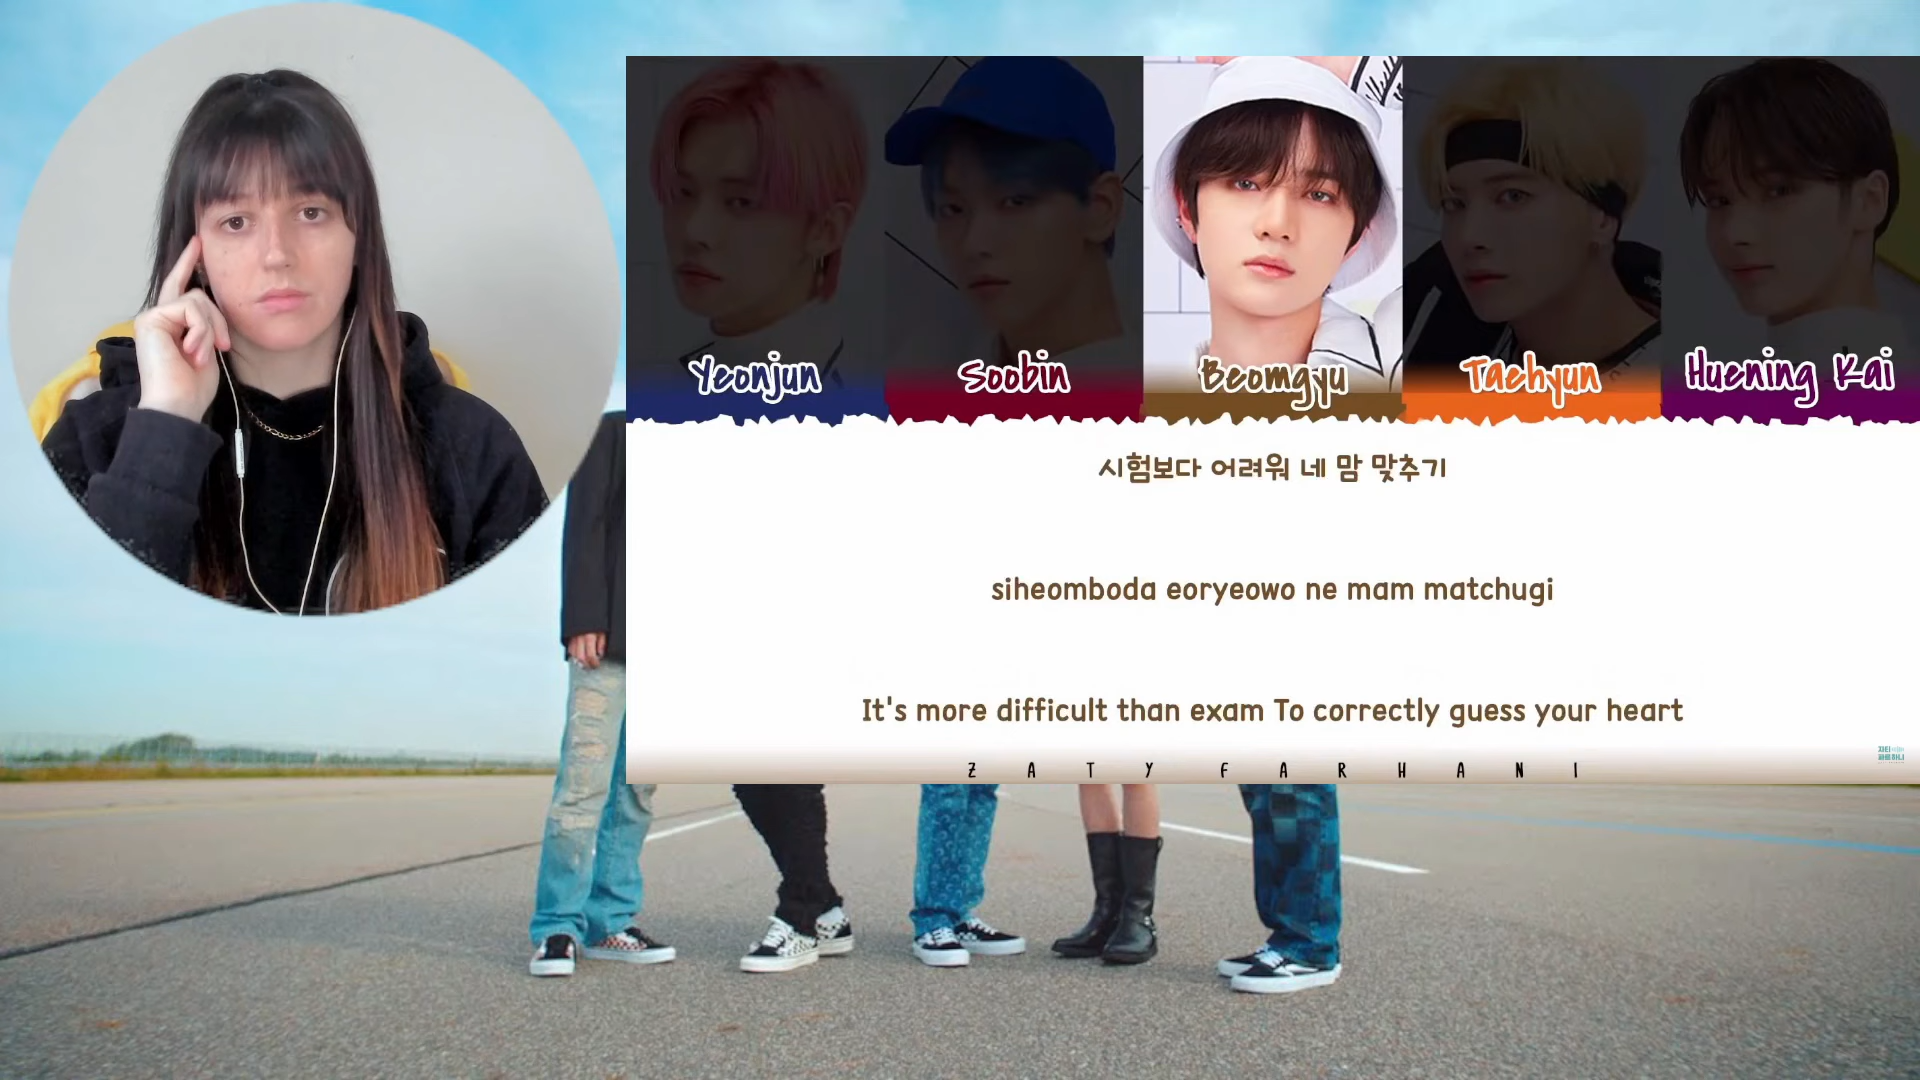 Yeonjun
Soobin
Beomgyu
Taehyun
Huening Kai
시험보다 어려워 네 맘 맞추기
siheomboda eoryeowo ne mam matchugi
It's more difficult than exam To correctly guess your heart
Z A T Y F A R H A N I